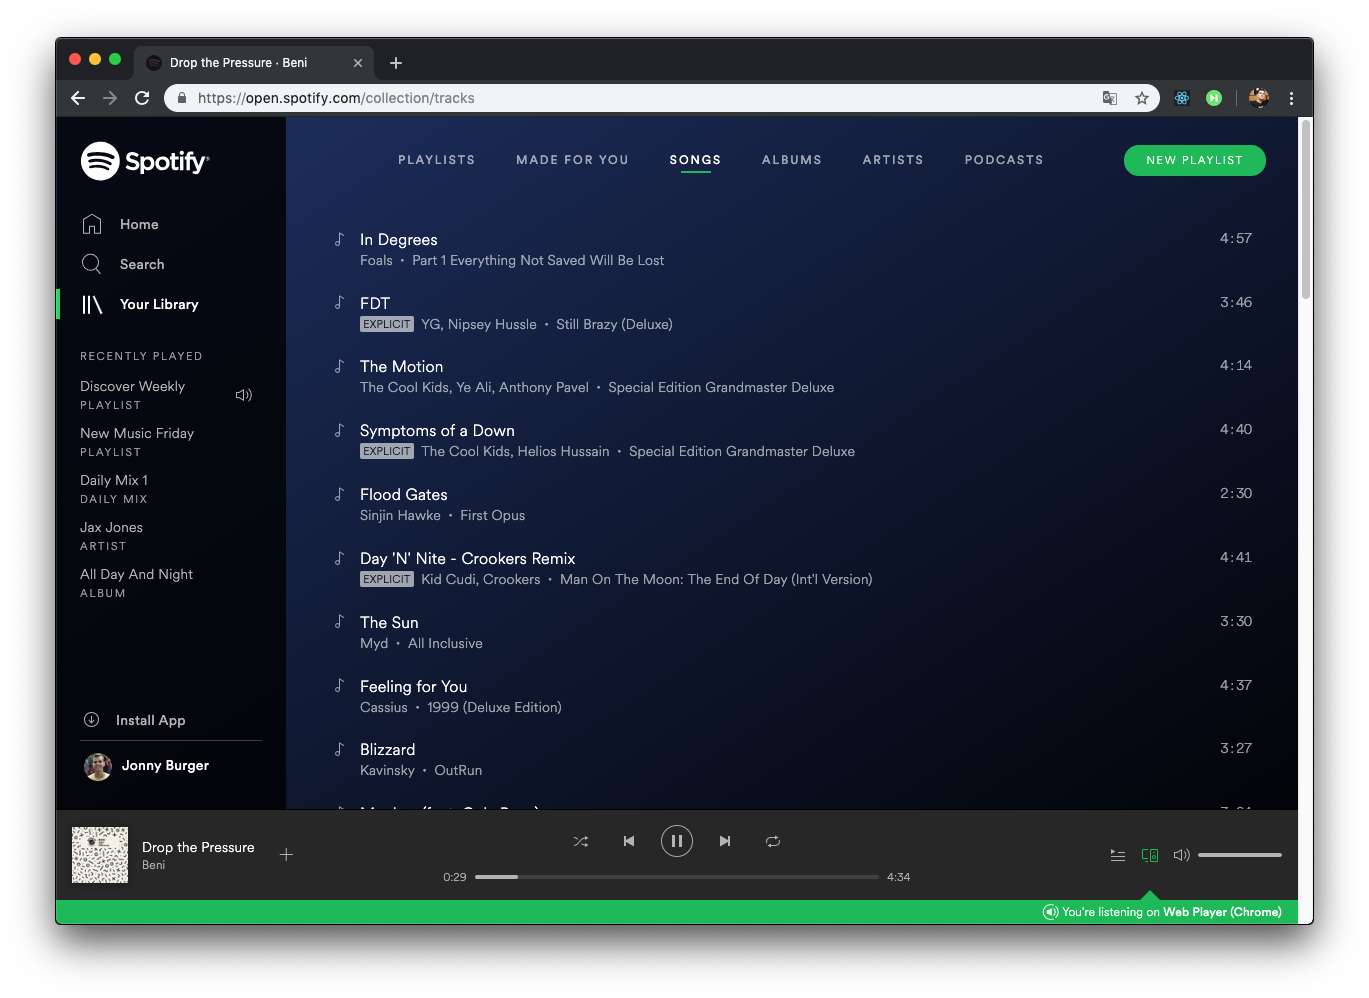 Drop the Pressure · Beni
https://open.spotify.com/collection/tracks
Spotify
Home
Search
Your Library
RECENTLY PLAYED
Discover Weekly
PLAYLIST
New Music Friday
PLAYLIST
Daily Mix 1
DAILY MIX
Jax Jones
ARTIST
All Day And Night
ALBUM
Install App
Jonny Burger
PLAYLISTS MADE FOR YOU SONGS ALBUMS ARTISTS PODCASTS NEW PLAYLIST
In Degrees 4:57
Foals • Part 1 Everything Not Saved Will Be Lost
FDT 3:46
EXPLICIT YG, Nipsey Hussle • Still Brazy (Deluxe)
The Motion 4:14
The Cool Kids, Ye Ali, Anthony Pavel • Special Edition Grandmaster Deluxe
Symptoms of a Down 4:40
EXPLICIT The Cool Kids, Helios Hussain • Special Edition Grandmaster Deluxe
Flood Gates 2:30
Sinjin Hawke • First Opus
Day 'N' Nite - Crookers Remix 4:41
EXPLICIT Kid Cudi, Crookers • Man On The Moon: The End Of Day (Int'l Version)
The Sun 3:30
Myd • All Inclusive
Feeling for You 4:37
Cassius • 1999 (Deluxe Edition)
Blizzard 3:27
Kavinsky • OutRun
Drop the Pressure
Beni
0:29 4:34
You're listening on Web Player (Chrome)